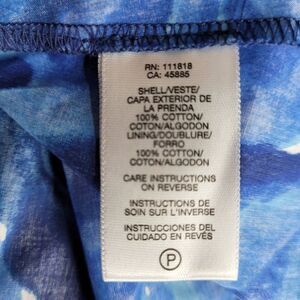 RN: 111818
CA: 45885
SHELL/VESTE/
CAPA EXTERIOR DE
LA PRENDA
100% COTTON/
COTON/ALGODON
LINING/DOUBLURE/
FORRO
100% COTTON/
COTON/ALGODON
CARE INSTRUCTIONS
ON REVERSE
INSTRUCTIONS DE
SOIN SUR L'INVERSE
INSTRUCCIONES DEL
CUIDADO EN REVÉS
P